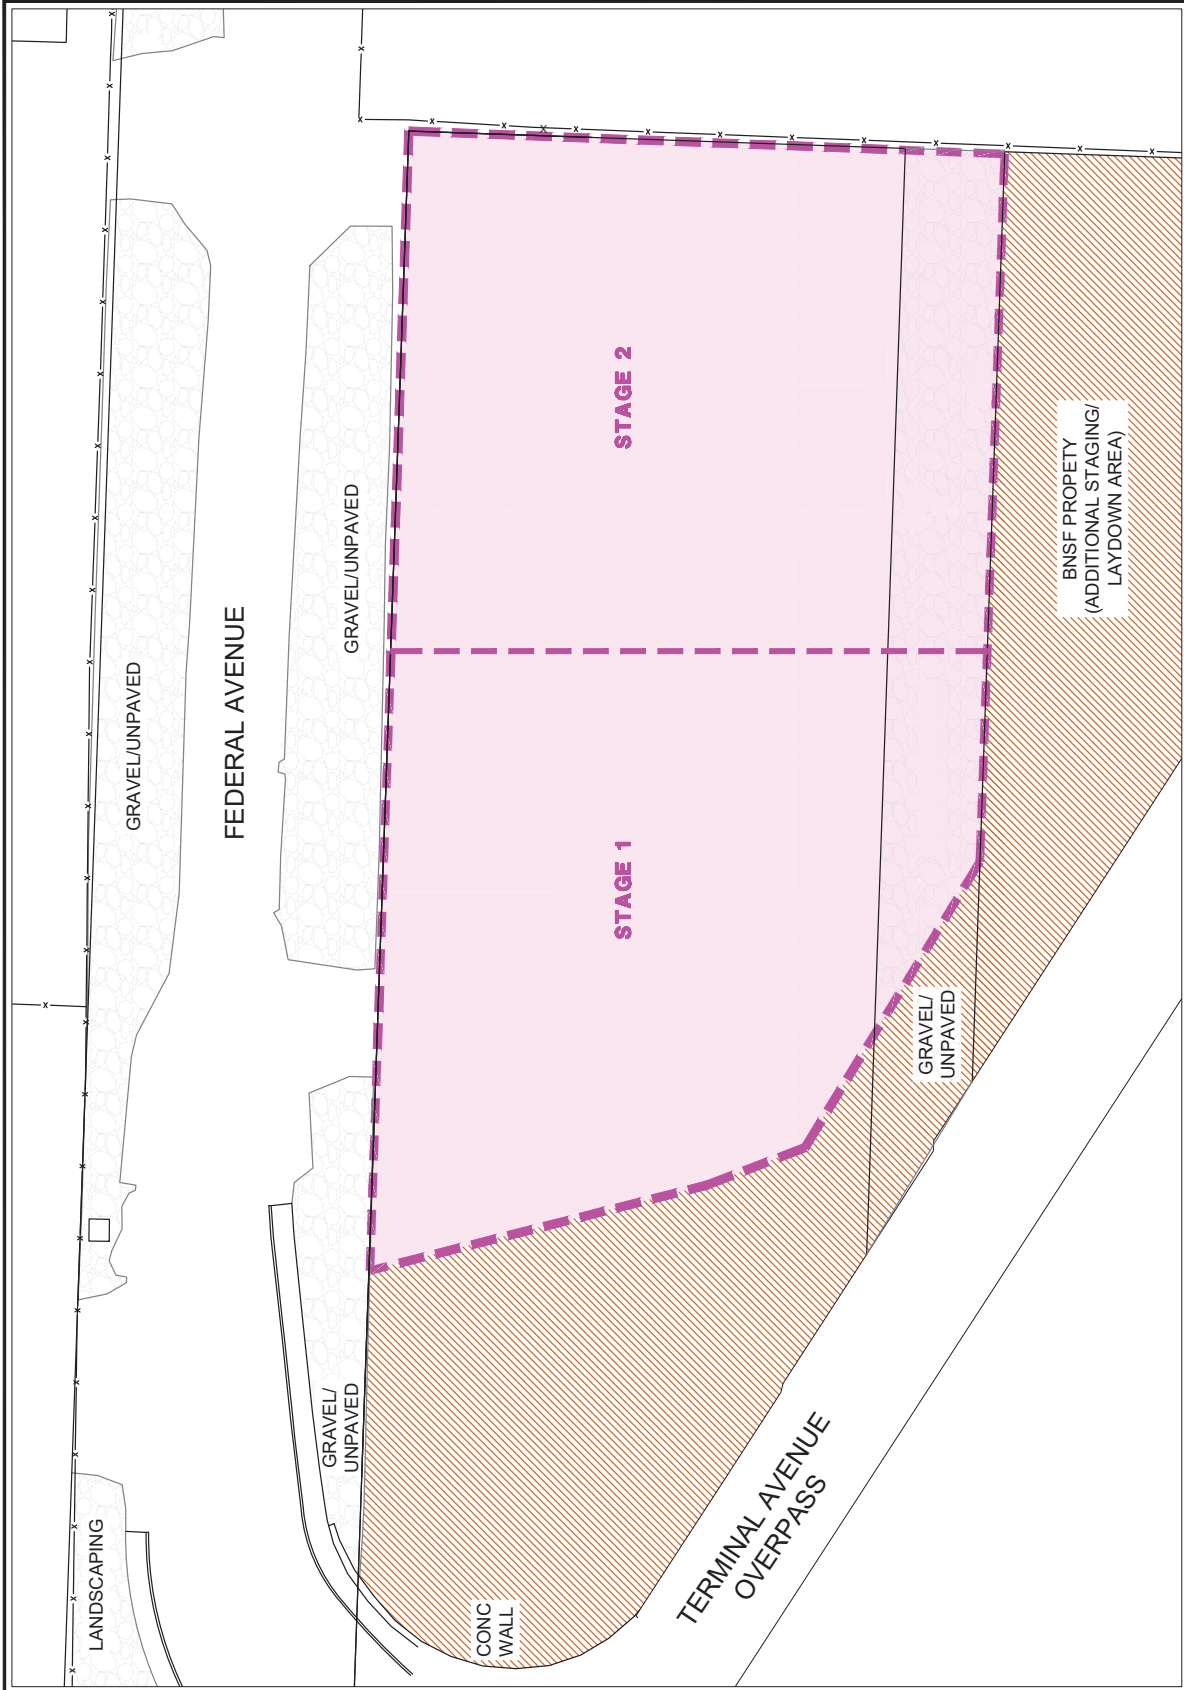 GRAVEL/UNPAVED
FEDERAL AVENUE
GRAVEL/UNPAVED
LANDSCAPING
GRAVEL/
UNPAVED
STAGE 1
STAGE 2
GRAVEL/
UNPAVED
BNSF PROPETY
(ADDITIONAL STAGING/
LAYDOWN AREA)
CONC
WALL
TERMINAL AVENUE
OVERPASS